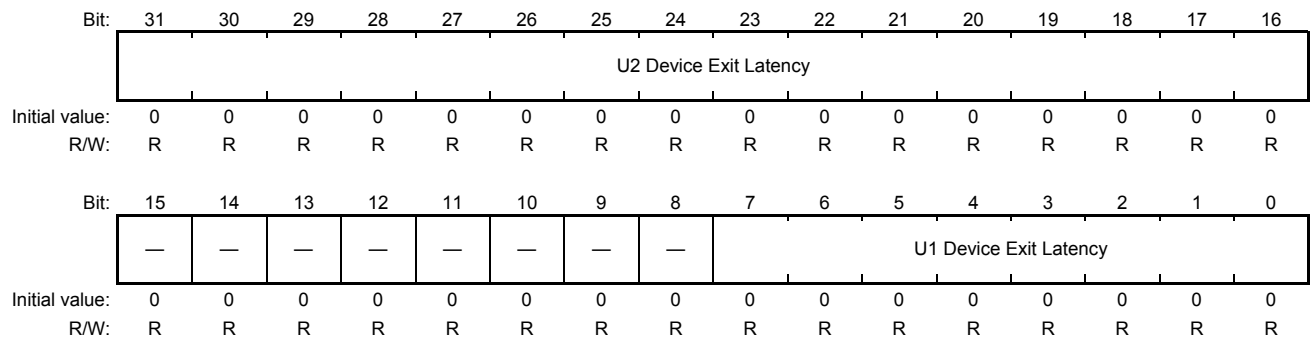 Bit: 31 30 29 28 27 26 25 24 23 22 21 20 19 18 17 16
U2 Device Exit Latency
Initial value: 0 0 0 0 0 0 0 0 0 0 0 0 0 0 0 0
R/W: R R R R R R R R R R R R R R R R
Bit: 15 14 13 12 11 10 9 8 7 6 5 4 3 2 1 0
— — — — — — — — U1 Device Exit Latency
Initial value: 0 0 0 0 0 0 0 0 0 0 0 0 0 0 0 0
R/W: R R R R R R R R R R R R R R R R